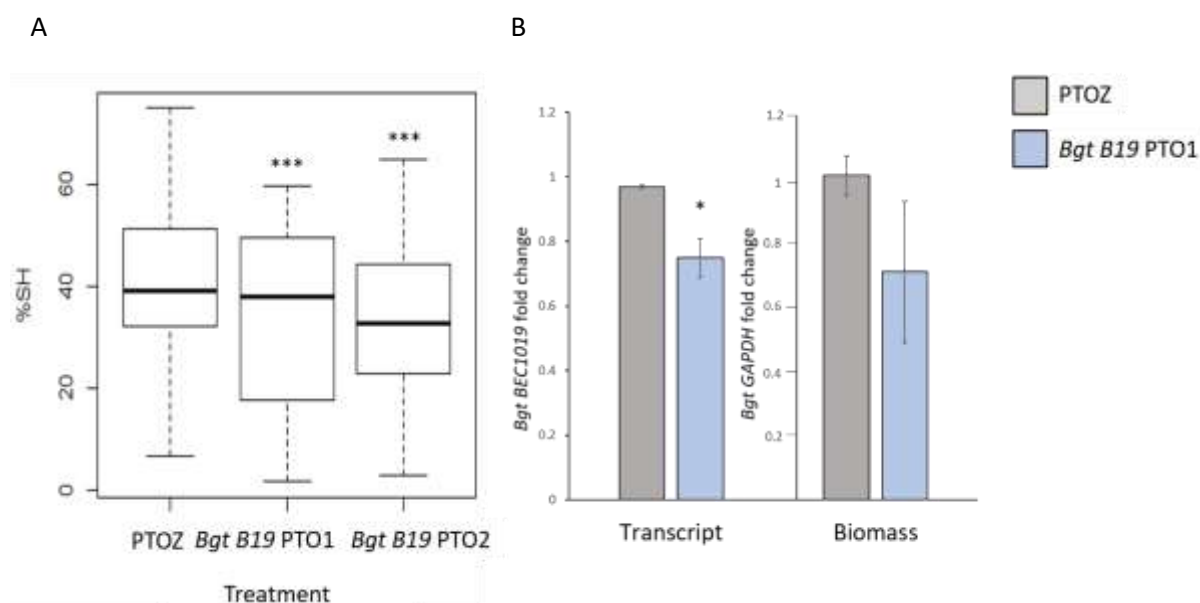 A
B
%SH
60
40
20
0
***
***
PTOZ Bgt B19 PTO1 Bgt B19 PTO2
Treatment
Bgt BEC1019 fold change
1.2
1
0.8
0.6
0.4
0.2
0
*
Transcript
Bgt GAPDH fold change
1.2
1
0.8
0.6
0.4
0.2
Biomass
PTOZ
Bgt B19 PTO1